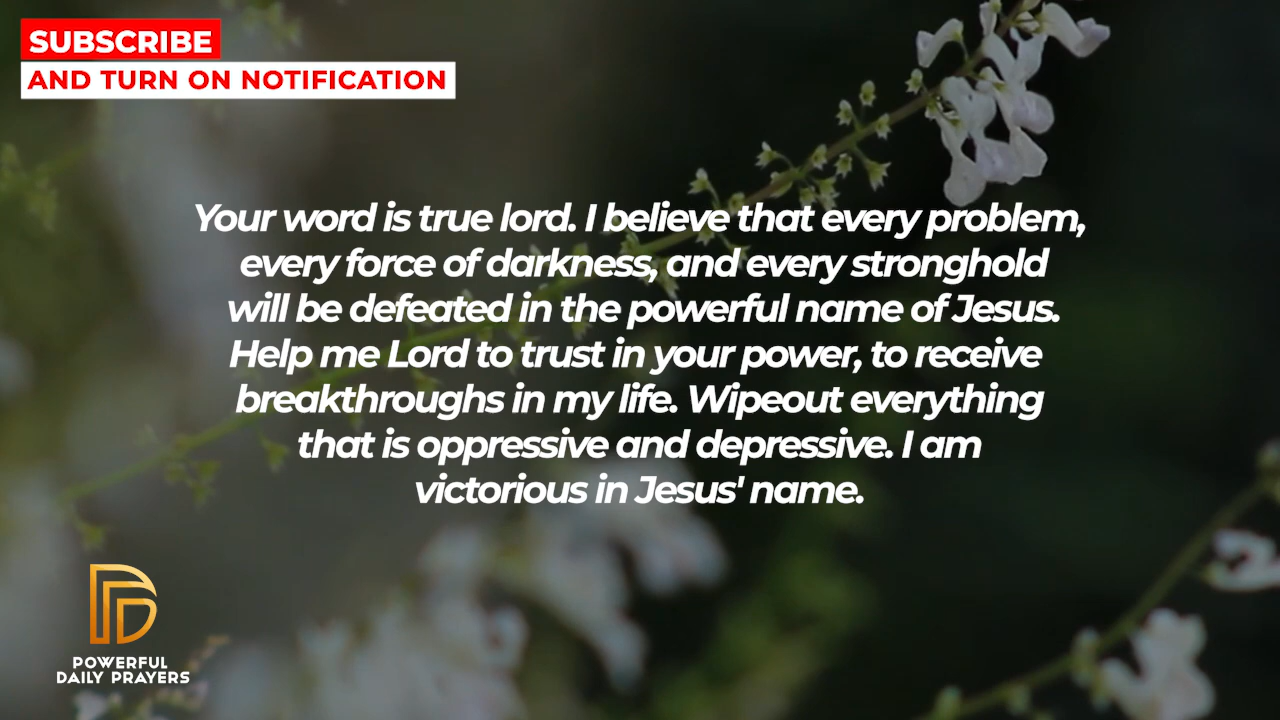 SUBSCRIBE
AND TURN ON NOTIFICATION
Your word is true lord. I believe that every problem,
every force of darkness, and every stronghold
will be defeated in the powerful name of Jesus.
Help me Lord to trust in your power, to receive
breakthroughs in my life. Wipeout everything
that is oppressive and depressive. I am
victorious in Jesus' name.
POWERFUL
DAILY PRAYERS